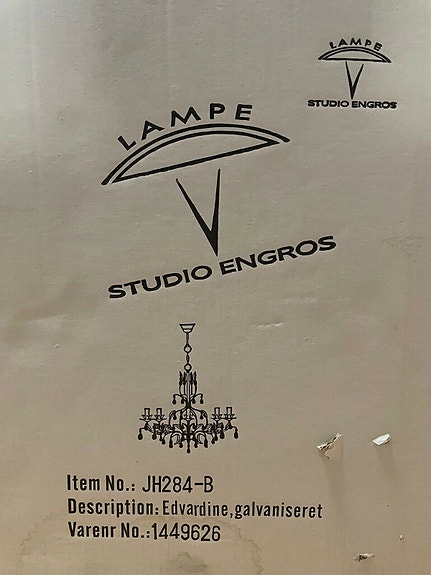 LAMPE
STUDIO ENGROS
LAMPE
STUDIO ENGROS
Item No.: JH284-B
Description: Edvardine,galvaniseret
Varenr No.:1449626